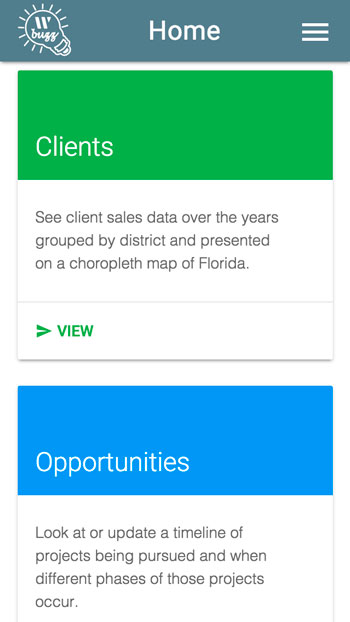 W
buzz
Home
Clients
See client sales data over the years
grouped by district and presented
on a choropleth map of Florida.
VIEW
Opportunities
Look at or update a timeline of
projects being pursued and when
different phases of those projects
occur.